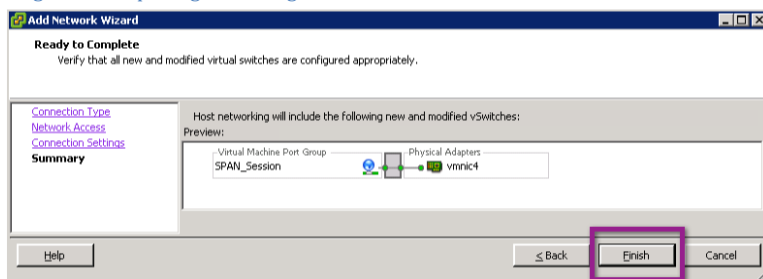 Add Network Wizard
Ready to Complete
Verify that all new and modified virtual switches are configured appropriately.
Connection Type
Network Access
Connection Settings
Summary
Host networking will include the following new and modified vSwitches:
Preview:
Virtual Machine Port Group
Physical Adapters
SPAN_Session
vmnic4
Help
≤ Back
Finish
Cancel